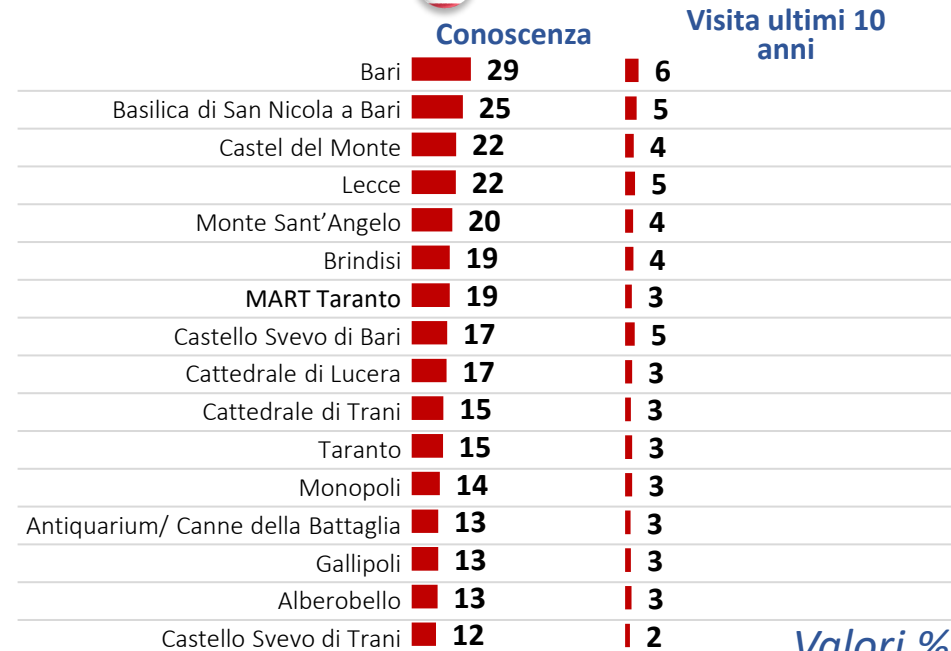 Conoscenza
Visita ultimi 10
anni
Bari 29 6
Basilica di San Nicola a Bari 25 5
Castel del Monte 22 4
Lecce 22 5
Monte Sant’Angelo 20 4
Brindisi 19 4
MART Taranto 19 3
Castello Svevo di Bari 17 5
Cattedrale di Lucera 17 3
Cattedrale di Trani 15 3
Taranto 15 3
Monopoli 14 3
Antiquarium/ Canne della Battaglia 13 3
Gallipoli 13 3
Alberobello 13 3
Castello Svevo di Trani 12 2
Valori %